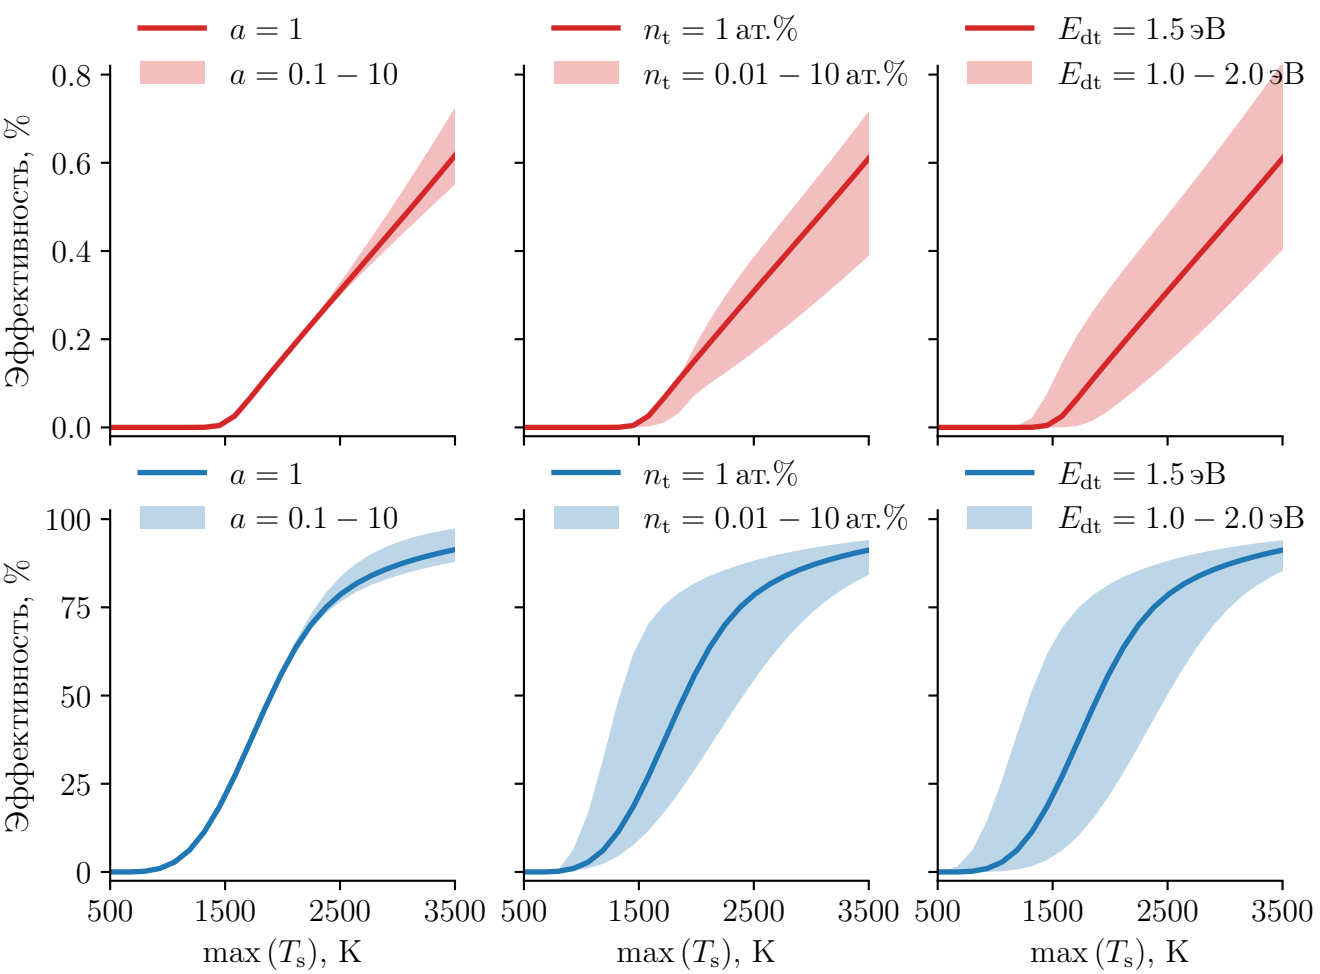 a = 1
a = 0.1 − 10
n_t = 1 ат.%
n_t = 0.01 − 10 ат.%
E_dt = 1.5 эВ
E_dt = 1.0 − 2.0 эВ
Эффективность, %
0.8
0.6
0.4
0.2
0.0
a = 1
a = 0.1 − 10
n_t = 1 ат.%
n_t = 0.01 − 10 ат.%
E_dt = 1.5 эВ
E_dt = 1.0 − 2.0 эВ
Эффективность, %
100
75
50
25
0
500 1500 2500 3500
500 1500 2500 3500
500 1500 2500 3500
max (T_s), K
max (T_s), K
max (T_s), K